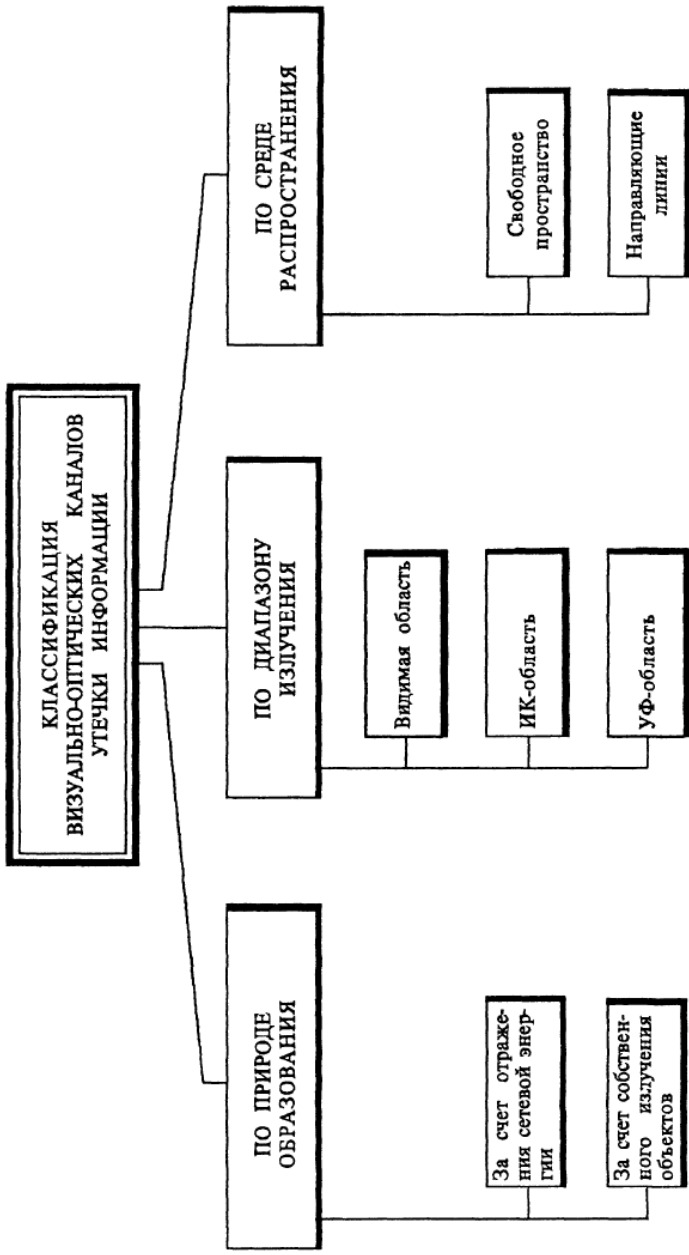 КЛАССИФИКАЦИЯ
ВИЗУАЛЬНО-ОПТИЧЕСКИХ КАНАЛОВ
УТЕЧКИ ИНФОРМАЦИИ
ПО ПРИРОДЕ
ОБРАЗОВАНИЯ
За счет отраже-
ния сетевой энер-
гии
За счет собствен-
ного излучения
объектов
ПО ДИАПАЗОНУ
ИЗЛУЧЕНИЯ
Видимая область
ИК-область
УФ-область
ПО СРЕДЕ
РАСПРОСТРАНЕНИЯ
Свободное
пространство
Направляющие
линии